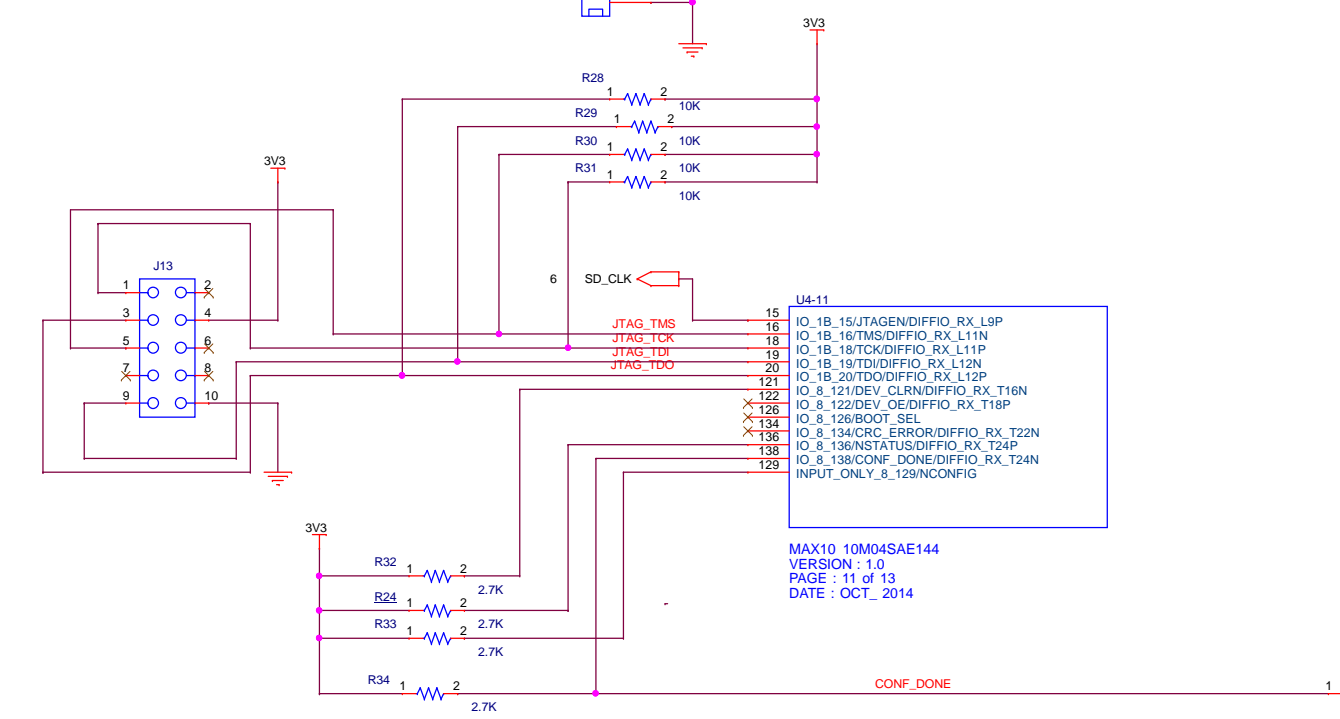 3V3
R28
1 2
10K
R29
1 2
10K
R30
1 2
10K
R31
1 2
10K
3V3
J13
1 2
3 4
5 6
7 8
9 10
6 SD_CLK
JTAG_TMS
JTAG_TCK
JTAG_TDI
JTAG_TDO
U4-11
15 IO_1B_15/JTAGEN/DIFFIO_RX_L9P
16 IO_1B_16/TMS/DIFFIO_RX_L11N
18 IO_1B_18/TCK/DIFFIO_RX_L11P
19 IO_1B_19/TDI/DIFFIO_RX_L12N
20 IO_1B_20/TDO/DIFFIO_RX_L12P
121 IO_8_121/DEV_CLRN/DIFFIO_RX_T16N
122 IO_8_122/DEV_OE/DIFFIO_RX_T18P
126 IO_8_126/BOOT_SEL
134 IO_8_134/CRC_ERROR/DIFFIO_RX_T22N
136 IO_8_136/NSTATUS/DIFFIO_RX_T24P
138 IO_8_138/CONF_DONE/DIFFIO_RX_T24N
129 INPUT_ONLY_8_129/NCONFIG
MAX10 10M04SAE144
VERSION : 1.0
PAGE : 11 of 13
DATE : OCT_ 2014
3V3
R32
1 2
2.7K
R24
1 2
2.7K
R33
1 2
2.7K
R34
1 2
2.7K
CONF_DONE
1